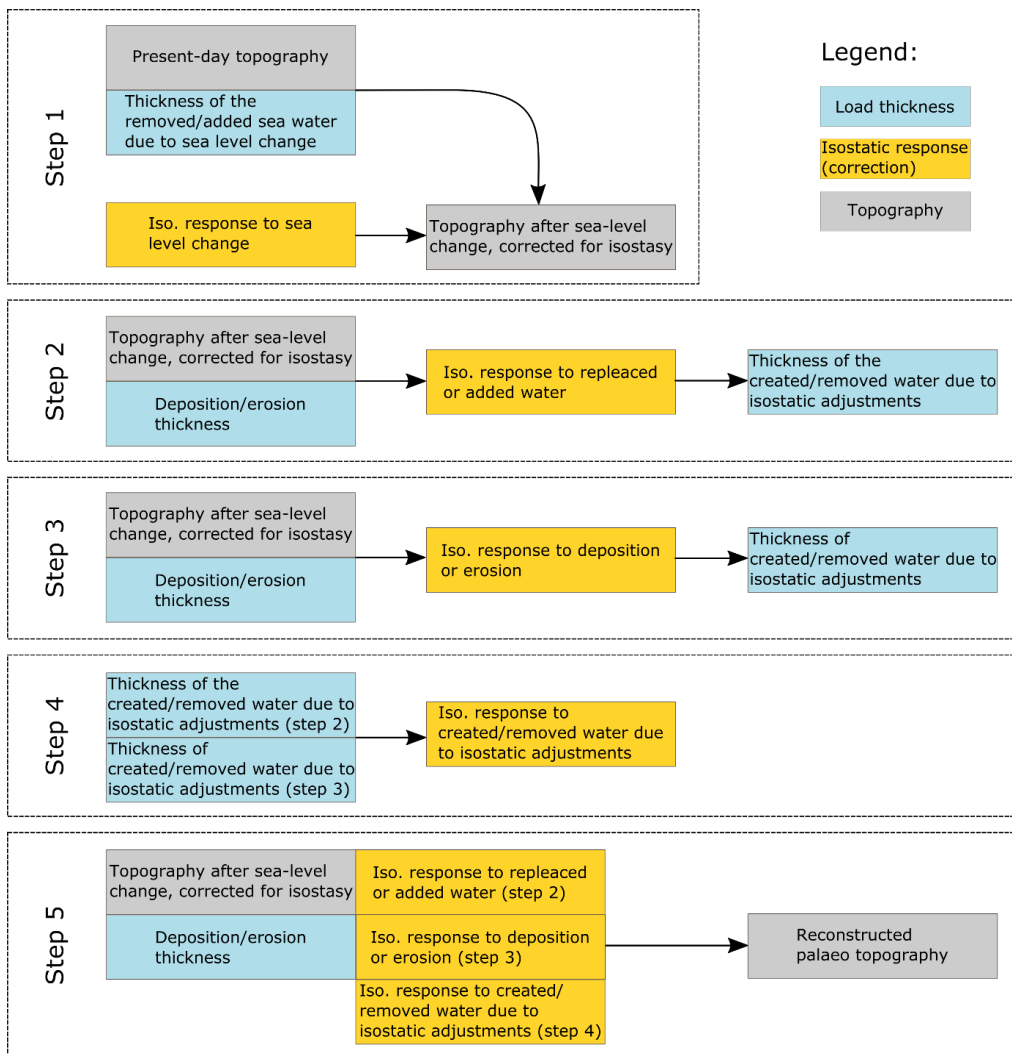 Step 1
Present-day topography
Thickness of the
removed/added sea water
due to sea level change
Iso. response to sea
level change
Topography after sea-level
change, corrected for isostasy
Legend:
Load thickness
Isostatic response
(correction)
Topography
Step 2
Topography after sea-level
change, corrected for isostasy
Deposition/erosion
thickness
Iso. response to repleaced
or added water
Thickness of the
created/removed water due to
isostatic adjustments
Step 3
Topography after sea-level
change, corrected for isostasy
Deposition/erosion
thickness
Iso. response to deposition
or erosion
Thickness of
created/removed water due to
isostatic adjustments
Step 4
Thickness of the
created/removed water due to
isostatic adjustments (step 2)
Thickness of
created/removed water due to
isostatic adjustments (step 3)
Iso. response to
created/removed water due
to isostatic adjustments
Step 5
Topography after sea-level
change, corrected for isostasy
Deposition/erosion
thickness
Iso. response to repleaced
or added water (step 2)
Iso. response to deposition
or erosion (step 3)
Iso. response to created/
removed water due to
isostatic adjustments (step 4)
Reconstructed
palaeo topography